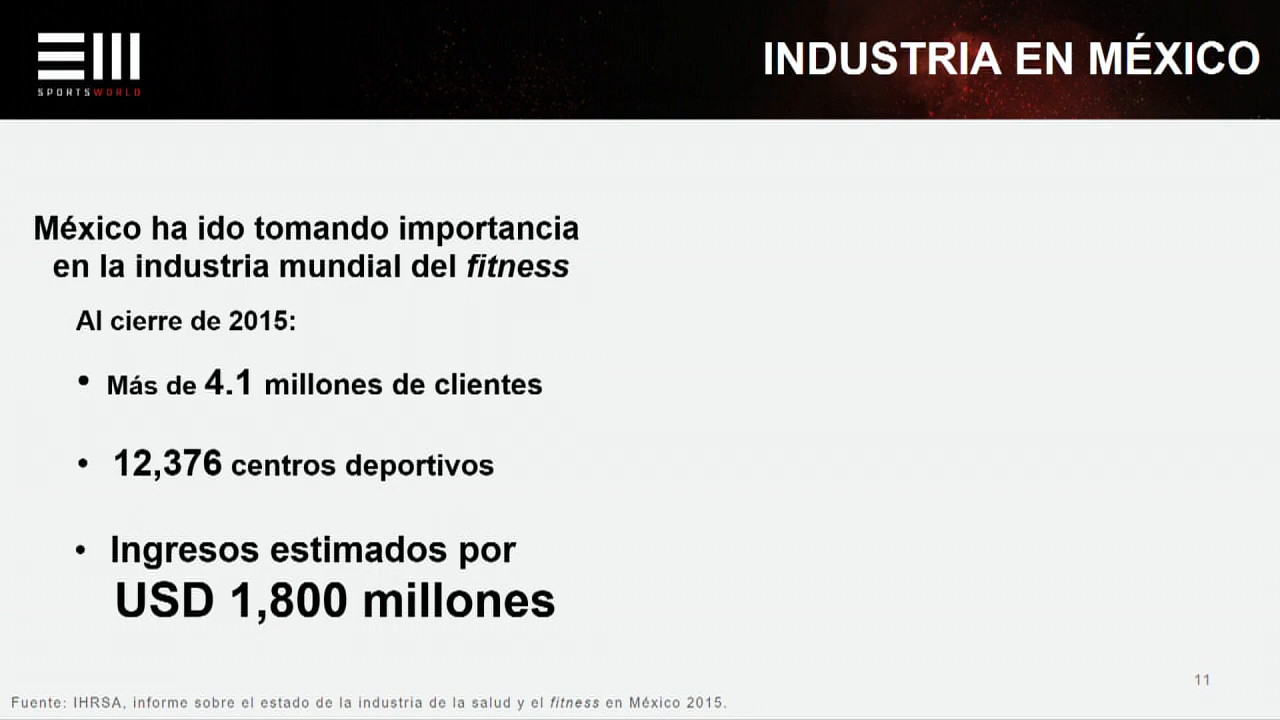 SPORTSWORLD
INDUSTRIA EN MÉXICO
México ha ido tomando importancia
en la industria mundial del fitness
Al cierre de 2015:
• Más de 4.1 millones de clientes
• 12,376 centros deportivos
• Ingresos estimados por
USD 1,800 millones
11
Fuente: IHRSA, informe sobre el estado de la industria de la salud y el fitness en México 2015.